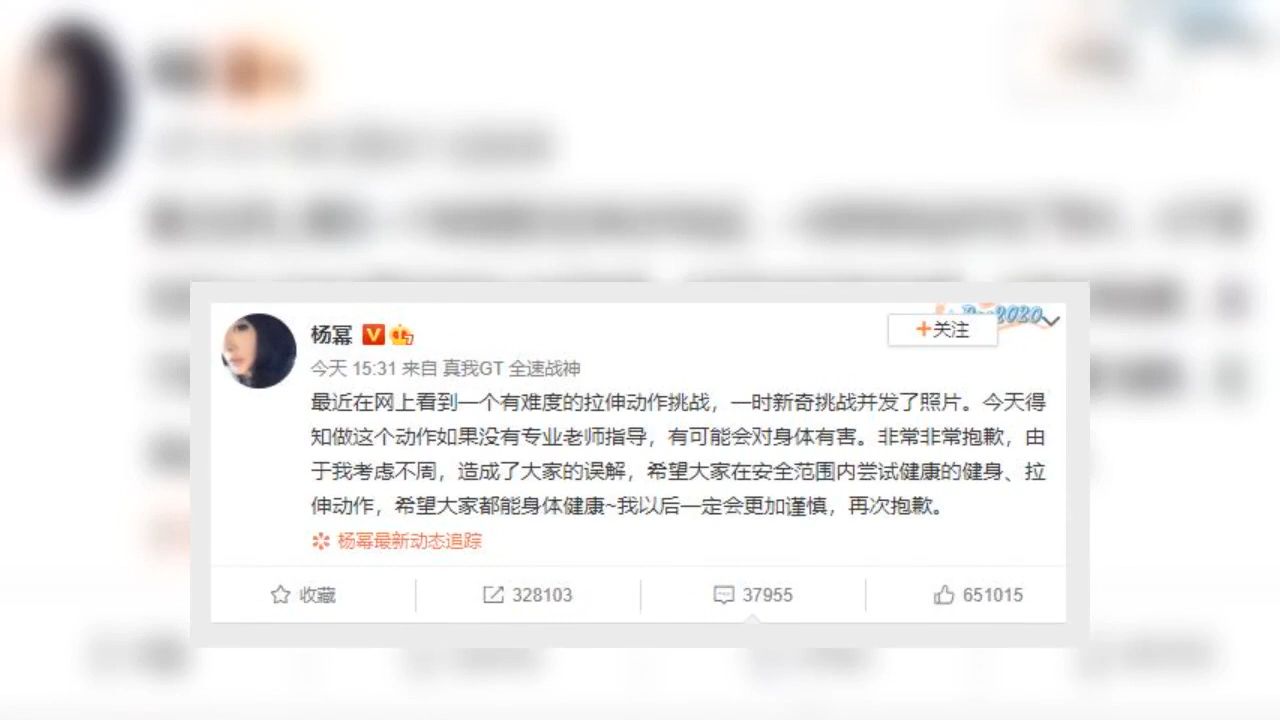 杨幂
2020
+关注
今天 15:31 来自 真我GT 全速战神
最近在网上看到一个有难度的拉伸动作挑战，一时新奇挑战并发了照片。今天得
知做这个动作如果没有专业老师指导，有可能会对身体有害。非常非常抱歉，由
于我考虑不周，造成了大家的误解，希望大家在安全范围内尝试健康的健身、拉
伸动作，希望大家都能身体健康~我以后一定会更加谨慎，再次抱歉。
杨幂最新动态追踪
收藏 328103 37955 651015